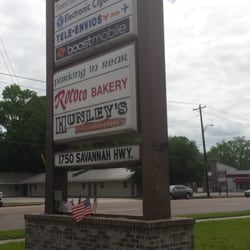 Electronic Cig
TELE-ENVIOS
boostmobile
PARKING IN REAR
Rococo BAKERY
HUNLEY'S
1750 SAVANNAH HWY.